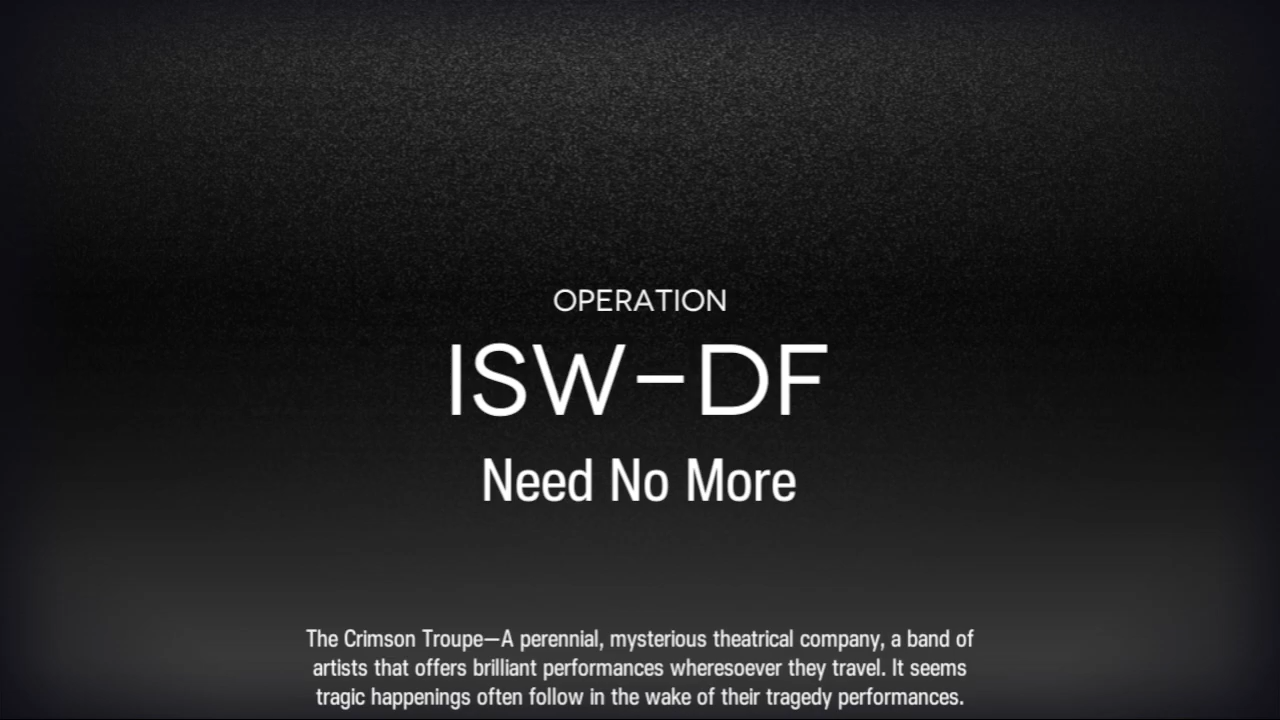 OPERATION
ISW-DF
Need No More
The Crimson Troupe—A perennial, mysterious theatrical company, a band of
artists that offers brilliant performances wheresoever they travel. It seems
tragic happenings often follow in the wake of their tragedy performances.